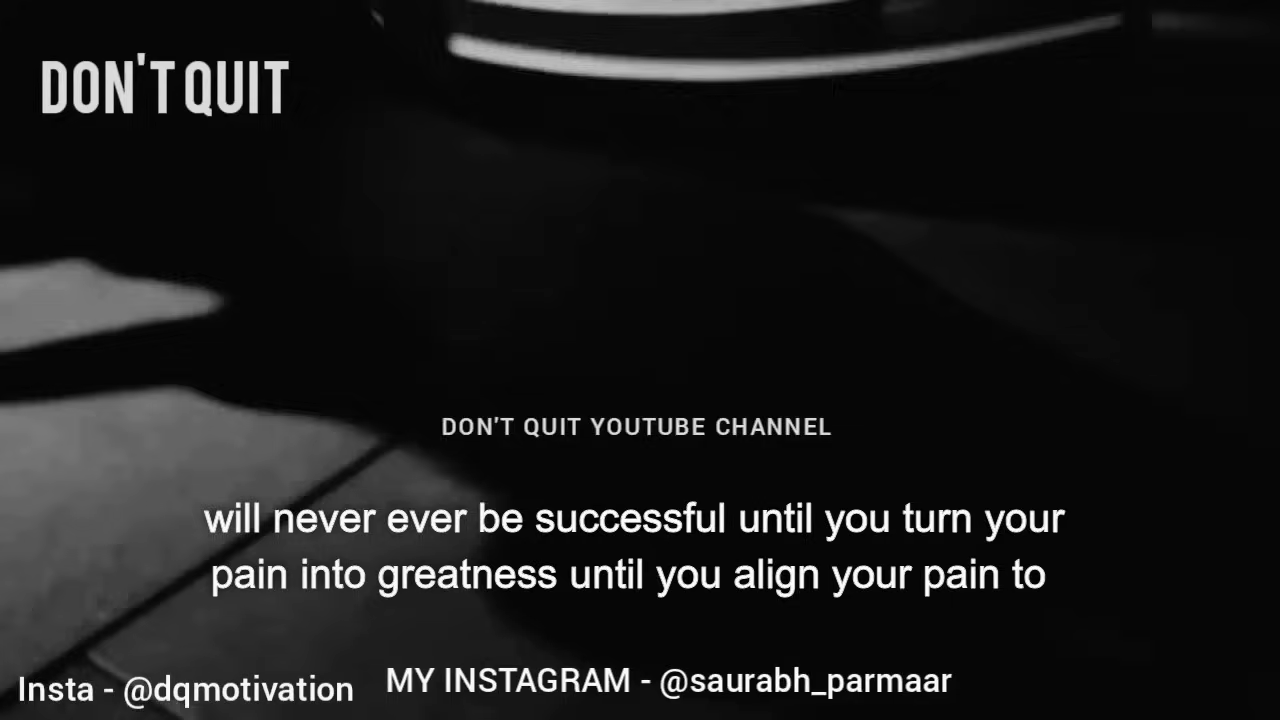 DON'T QUIT
DON'T QUIT YOUTUBE CHANNEL
will never ever be successful until you turn your
pain into greatness until you align your pain to
Insta - @dqmotivation
MY INSTAGRAM - @saurabh_parmaar